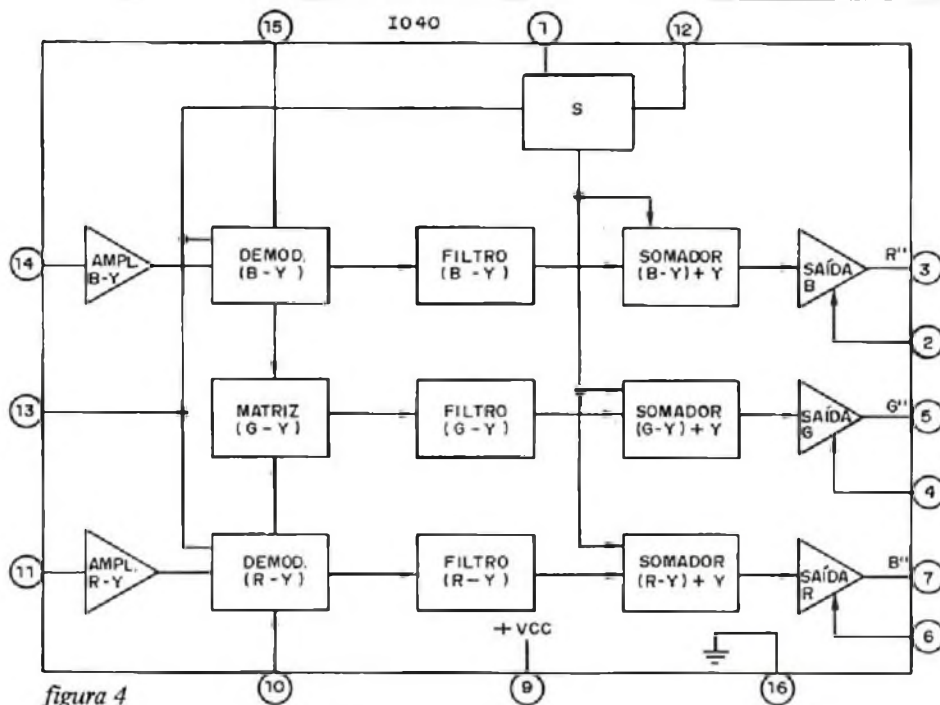 15 IO40 1 12
S
14 AMPL. B-Y DEMOD. (B-Y) FILTRO (B-Y) SOMADOR (B-Y)+Y SAÍDA B R" 3
2
13 MATRIZ (G-Y) FILTRO (G-Y) SOMADOR (G-Y)+Y SAÍDA G G" 5
4
11 AMPL. R-Y DEMOD. (R-Y) FILTRO (R-Y) SOMADOR (R-Y)+Y SAÍDA R B" 7
+VCC
6
figura 4
10 9 16